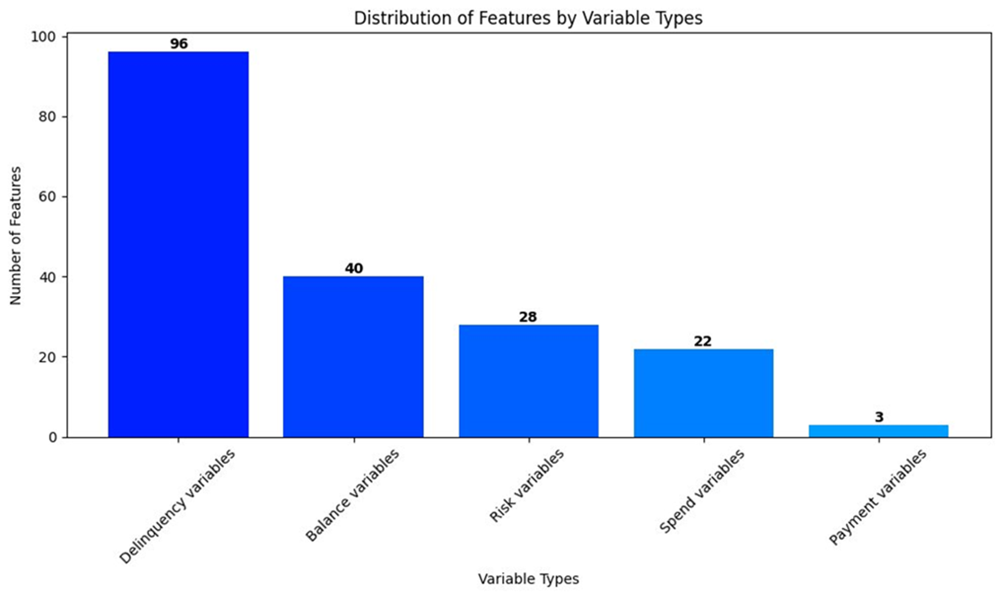 Distribution of Features by Variable Types
Number of Features
100
80
60
40
20
0
96
40
28
22
3
Delinquency variables
Balance variables
Risk variables
Spend variables
Payment variables
Variable Types